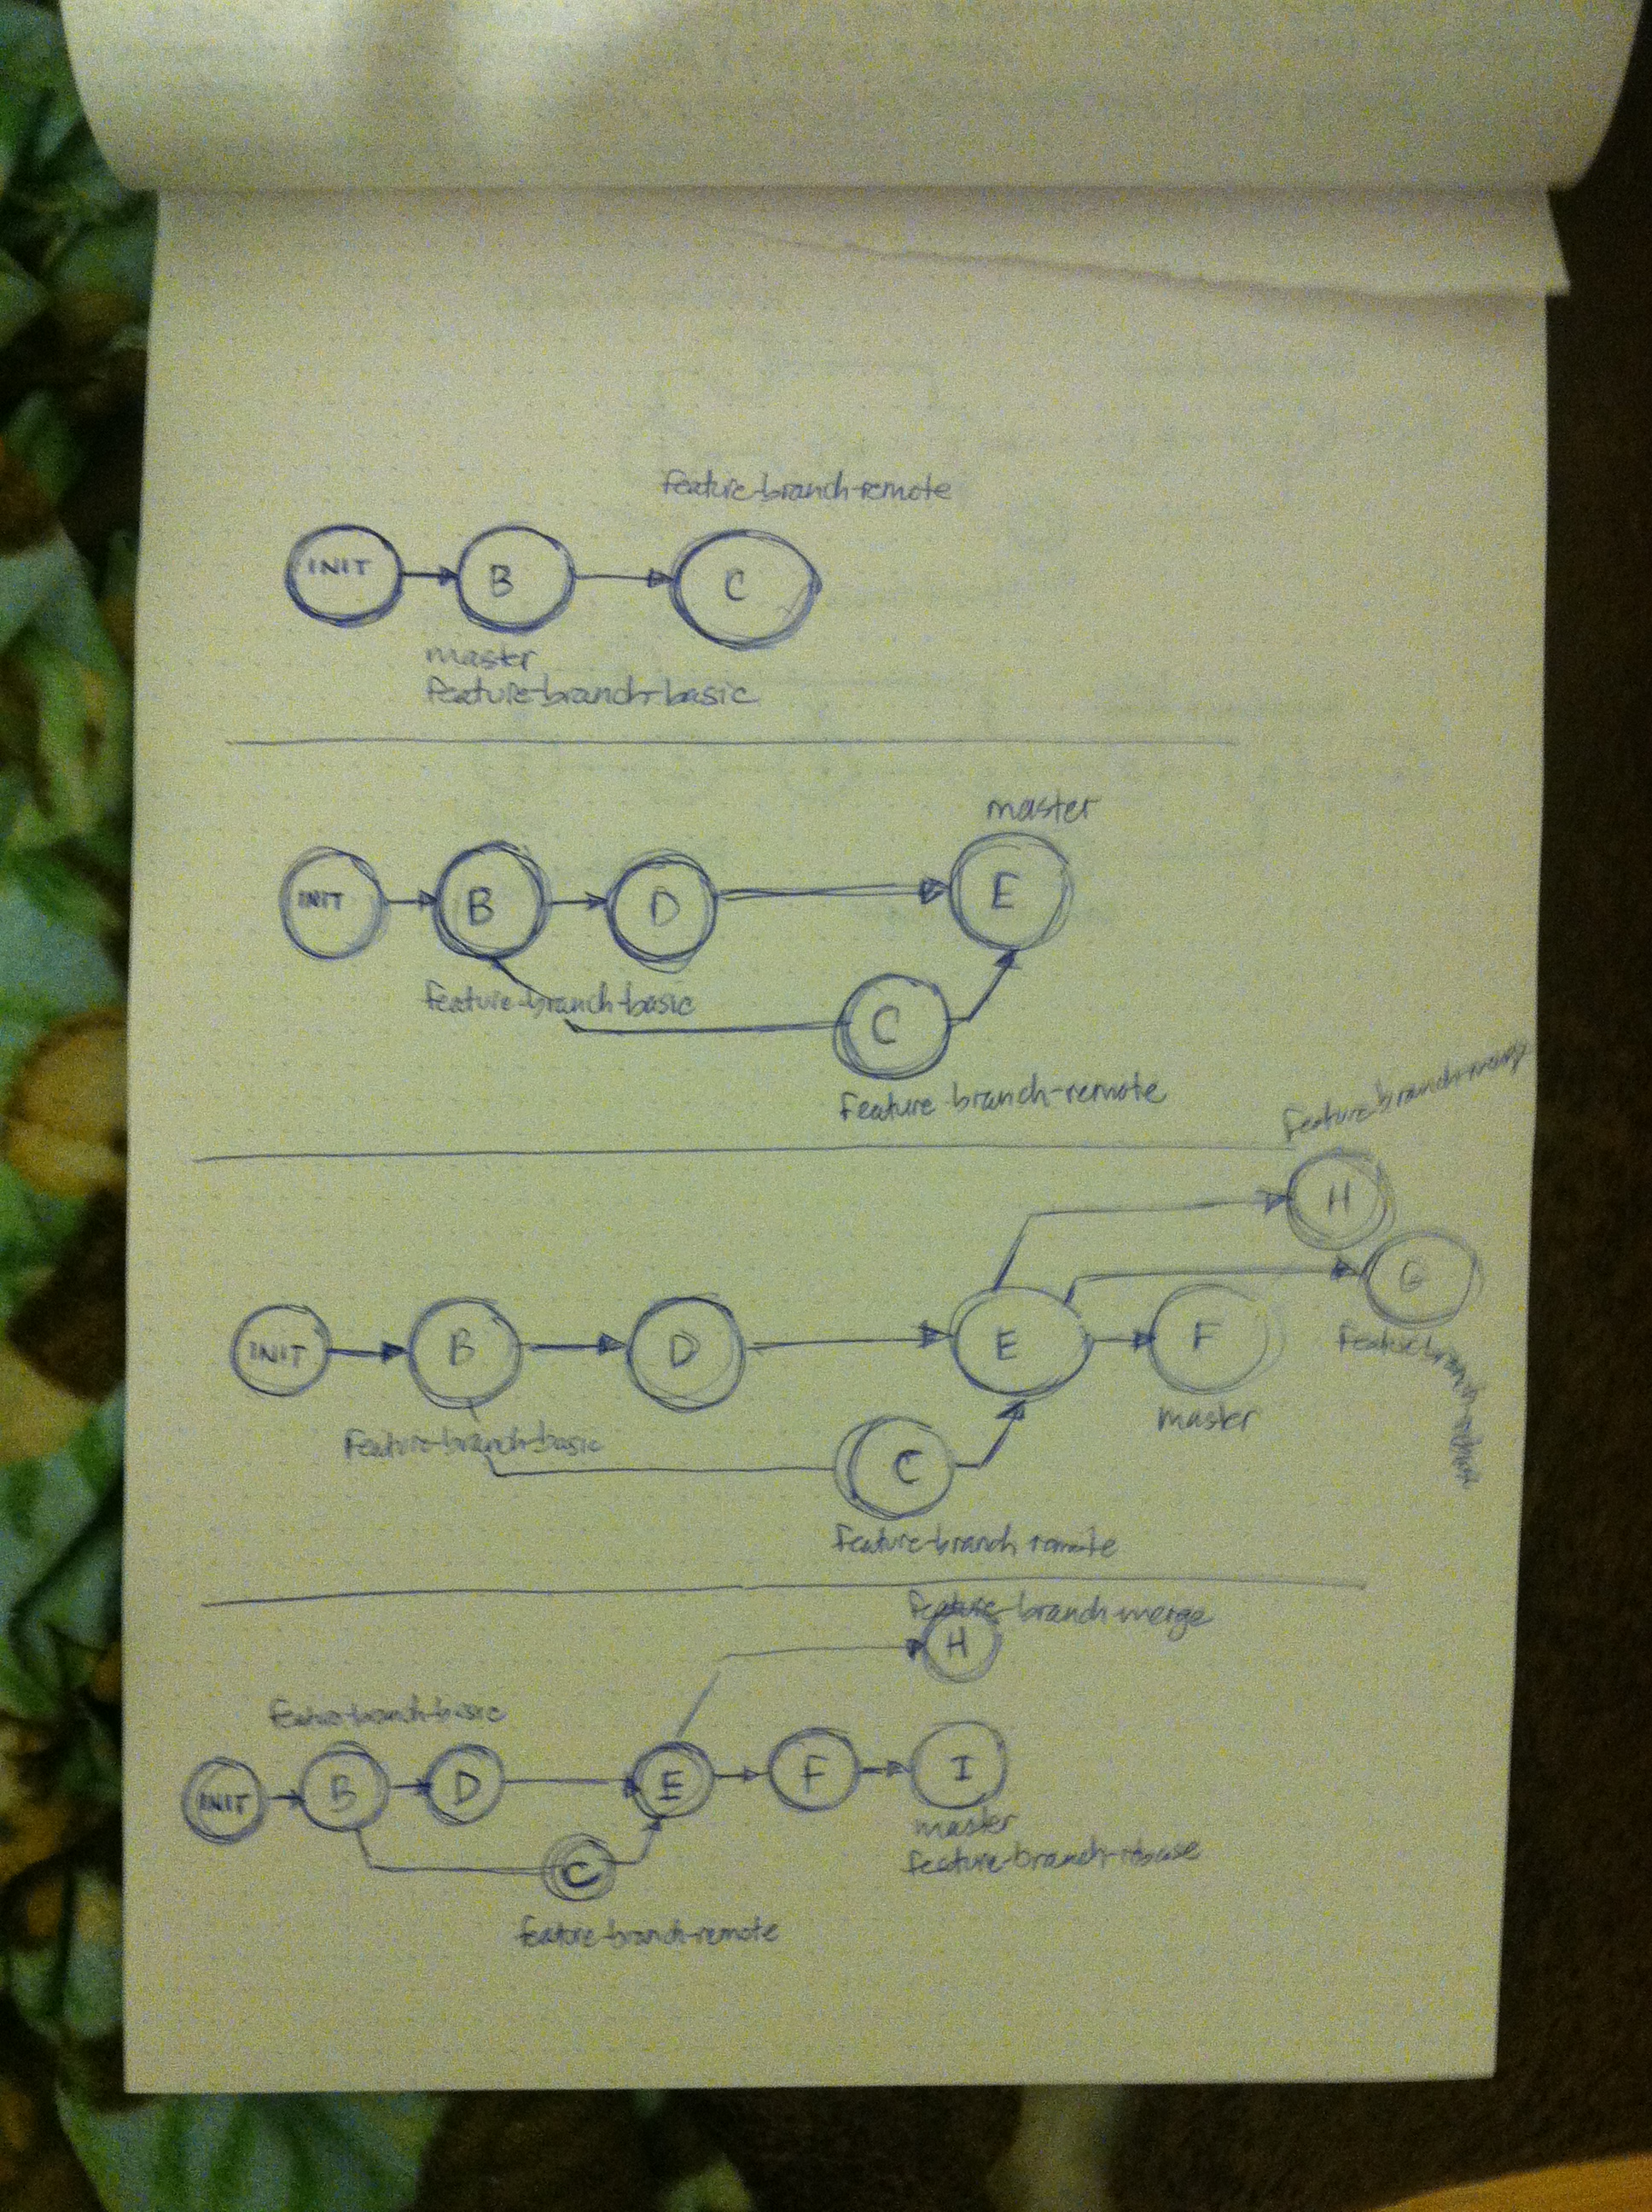 feature-branch-remote
INIT B C
master
feature-branch-basic
master
INIT B D E
feature-branch-basic
C
feature branch-remote
feature-branch-merge
H
G
INIT B D E F
feature-branch-rebase
master
feature-branch-basic
C
feature-branch remote
feature-branch-merge
H
feature-branch-basic
INIT B D E F I
master
feature-branch-rebase
C
feature-branch-remote